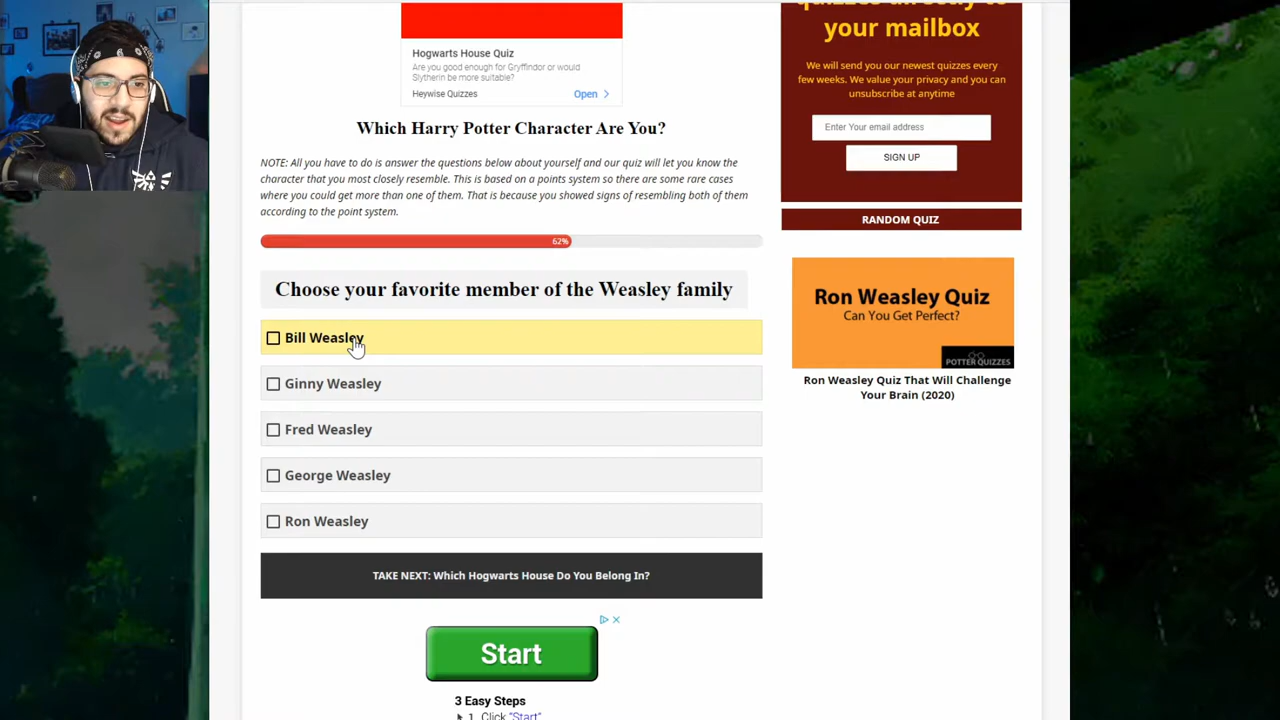 Hogwarts House Quiz
Are you good enough for Gryffindor or would
Slytherin be more suitable?
Heywise Quizzes
Open
Which Harry Potter Character Are You?
NOTE: All you have to do is answer the questions below about yourself and our quiz will let you know the
character that you most closely resemble. This is based on a points system so there are some rare cases
where you could get more than one of them. That is because you showed signs of resembling both of them
according to the point system.
62%
Choose your favorite member of the Weasley family
Bill Weasley
Ginny Weasley
Fred Weasley
George Weasley
Ron Weasley
TAKE NEXT: Which Hogwarts House Do You Belong In?
Start
3 Easy Steps
1. Click "Start"
quizzes directly to
your mailbox
We will send you our newest quizzes every
few weeks. We value your privacy and you can
unsubscribe at anytime
Enter Your email address
SIGN UP
RANDOM QUIZ
Ron Weasley Quiz
Can You Get Perfect?
POTTER QUIZZES
Ron Weasley Quiz That Will Challenge
Your Brain (2020)